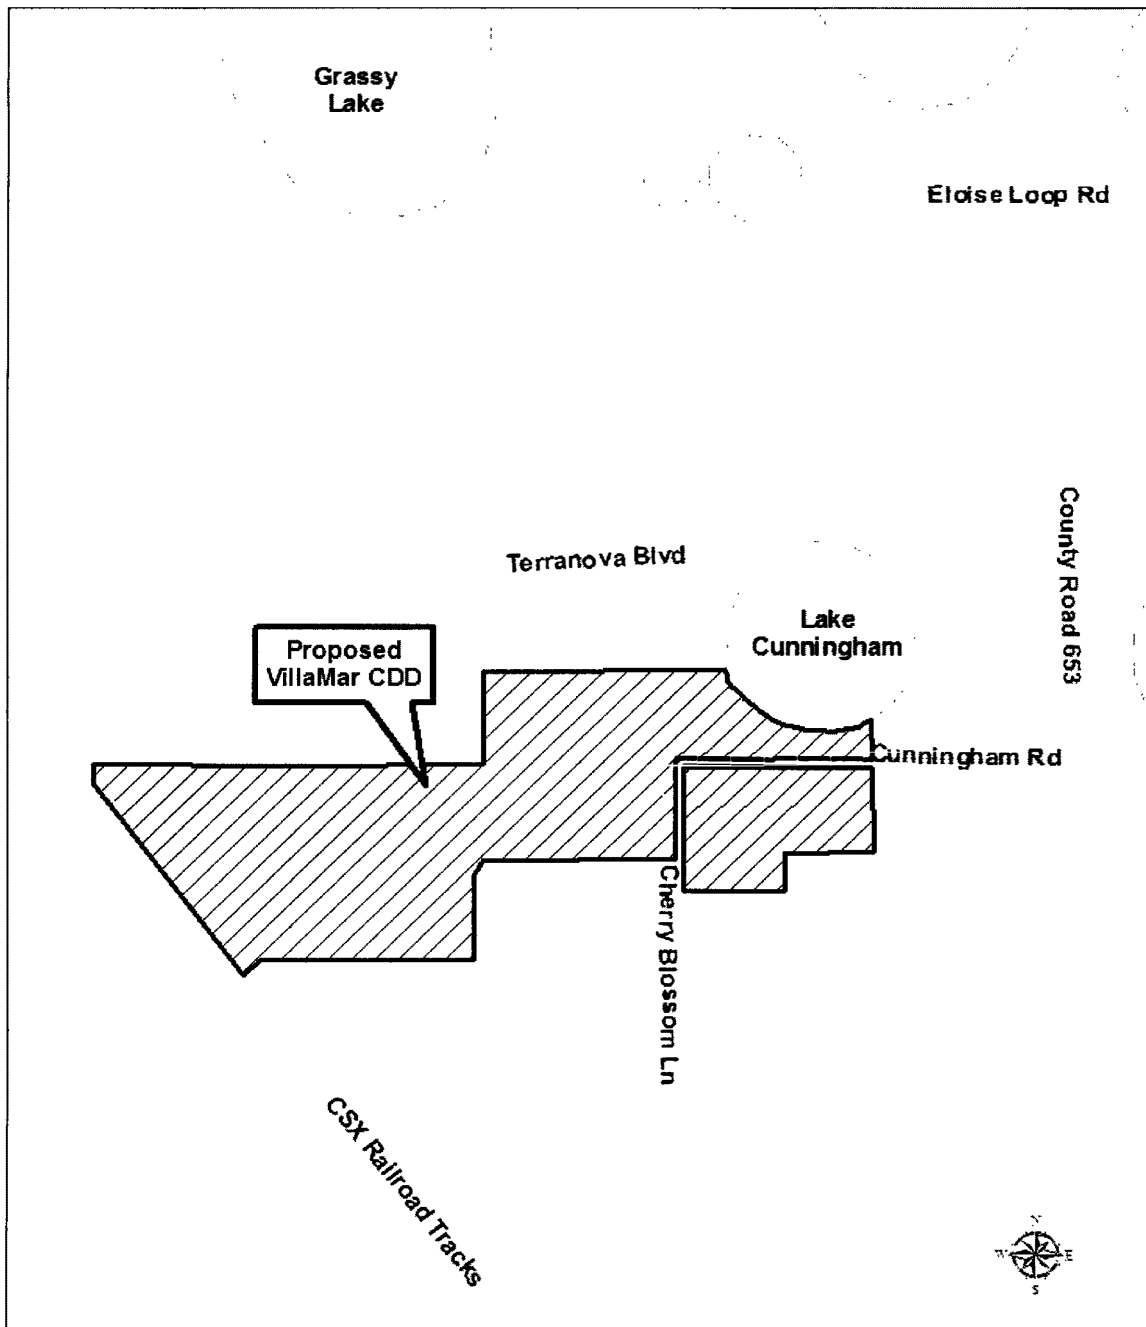 Grassy
Lake
Eloise Loop Rd
County Road 653
Terranova Blvd
Lake
Cunningham
Proposed
VillaMar CDD
Cunningham Rd
Cherry Blossom Ln
CSX Railroad Tracks
N
W E
S